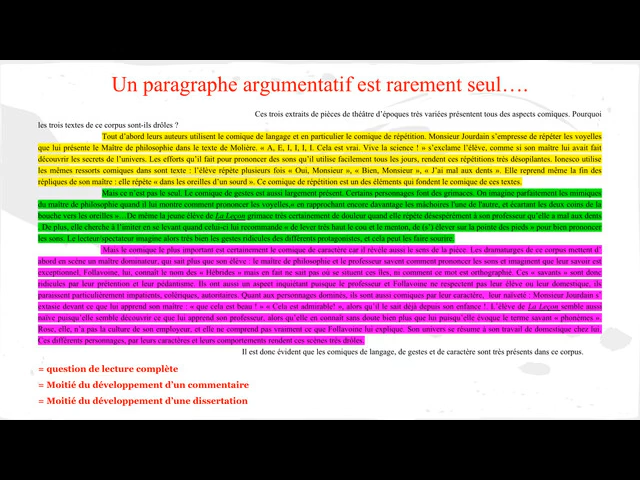 Un paragraphe argumentatif est rarement seul….
Ces trois extraits de pièces de théâtre d’époques très variées présentent tous des aspects comiques. Pourquoi
les trois textes de ce corpus sont-ils drôles ?
Tout d’abord leurs auteurs utilisent le comique de langage et en particulier le comique de répétition. Monsieur Jourdain s’empresse de répéter les voyelles
que lui présente le Maître de philosophie dans le texte de Molière. « A, E, I, I, I, I. Cela est vrai. Vive la science ! » s’exclame l’élève, comme si son maître lui avait fait
découvrir les secrets de l’univers. Les efforts qu’il fait pour prononcer des sons qu’il utilise facilement tous les jours, rendent ces répétitions très désopilantes. Ionesco utilise
les mêmes ressorts comiques dans sont texte : l’élève répète plusieurs fois « Oui, Monsieur », « Bien, Monsieur », « J’ai mal aux dents ». Elle reprend même la fin des
répliques de son maître : elle répète « dans les oreilles d’un sourd ». Ce comique de répétition est un des éléments qui fondent le comique de ces textes.
Mais ce n’est pas le seul. Le comique de gestes est aussi largement présent. Certains personnages font des grimaces. On imagine parfaitement les mimiques
du maître de philosophie quand il lui montre comment prononcer les voyelles,« en rapprochant encore davantage les mâchoires l'une de l'autre, et écartant les deux coins de la
bouche vers les oreilles »…De même la jeune élève de La Leçon grimace très certainement de douleur quand elle répète désespérément à son professeur qu’elle a mal aux dents
.De plus, elle cherche à l’imiter en se levant quand celui-ci lui recommande « de lever très haut le cou et le menton, de (s’)-élever sur la pointe des pieds » pour bien prononcer
les sons. Le lecteur/spectateur imagine alors très bien les gestes ridicules des différents protagonistes, et cela peut les faire sourire.
Mais le comique le plus important est certainement le comique de caractère car il révèle aussi le sens de la pièce. Les dramaturges de ce corpus mettent d’
abord en scène un maître dominateur, qui sait plus que son élève : le maître de philosophie et le professeur savent comment prononcer les sons et imaginent que leur savoir est
exceptionnel, Follavoine, lui, connaît le nom des « Hébrides » mais en fait ne sait pas où se situent ces îles, ni comment ce mot est orthographié. Ces « savants » sont donc
ridicules par leur prétention et leur pédantisme. Ils ont aussi un aspect inquiétant puisque le professeur et Follavoine ne respectent pas leur élève ou leur domestique, ils
paraissent particulièrement impatients, colériques, autoritaires. Quant aux personnages dominés, ils sont aussi comiques par leur caractère, leur naïveté : Monsieur Jourdain s’
extasie devant ce que lui apprend son maître : « que cela est beau ! » « Cela est admirable! », alors qu’il le sait déjà depuis son enfance ! L’élève de La Leçon semble aussi
naïve puisqu’elle semble découvrir ce que lui apprend son professeur, alors qu’elle en connaît sans doute bien plus que lui puisqu’elle évoque le terme savant « phonèmes ».
Rose, elle, n’a pas la culture de son employeur, et elle ne comprend pas vraiment ce que Follavoine lui explique. Son univers se résume à son travail de domestique chez lui.
Ces différents personnages, par leurs caractères et leurs comportements rendent ces scènes très drôles.
Il est donc évident que les comiques de langage, de gestes et de caractère sont très présents dans ce corpus.
= question de lecture complète
= Moitié du développement d’un commentaire
= Moitié du développement d’une dissertation